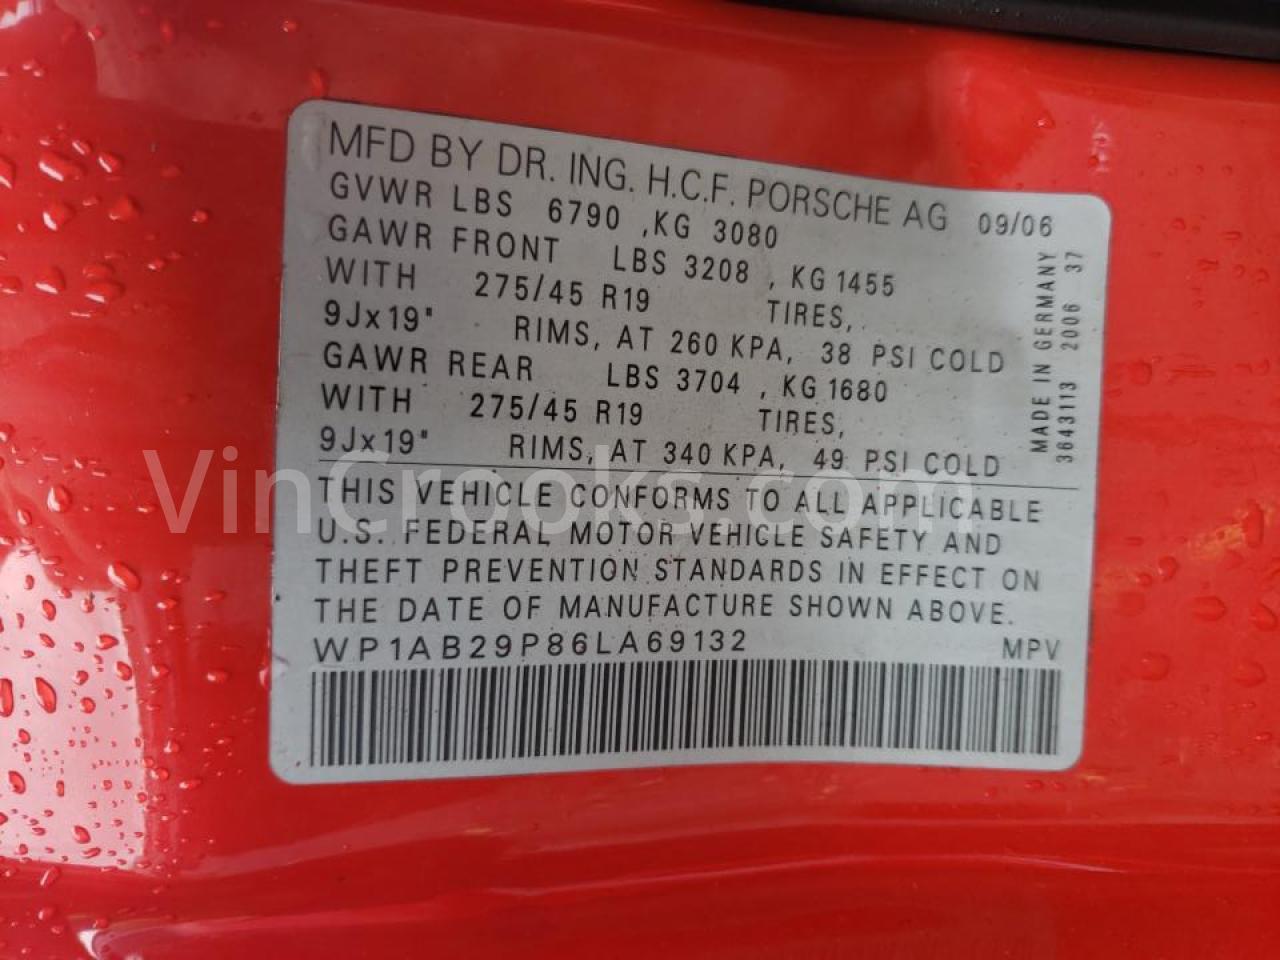 MFD BY DR. ING. H.C.F. PORSCHE AG 09/06
GVWR LBS 6790 ,KG 3080
GAWR FRONT LBS 3208 , KG 1455
WITH 275/45 R19 TIRES,
9Jx19" RIMS, AT 260 KPA, 38 PSI COLD
GAWR REAR LBS 3704 , KG 1680
WITH 275/45 R19 TIRES,
9Jx19" RIMS, AT 340 KPA, 49 PSI COLD
MADE IN GERMANY
3643113 2006 37
THIS VEHICLE CONFORMS TO ALL APPLICABLE
U.S. FEDERAL MOTOR VEHICLE SAFETY AND
THEFT PREVENTION STANDARDS IN EFFECT ON
THE DATE OF MANUFACTURE SHOWN ABOVE.
WP1AB29P86LA69132 MPV
VinCrooks.com